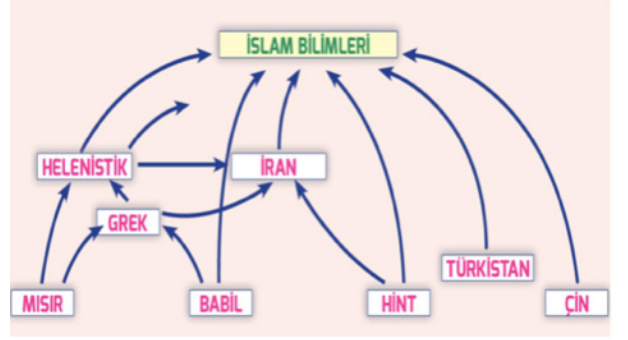 İSLAM BİLİMLERİ
HELENİSTİK
İRAN
GREK
TÜRKİSTAN
MISIR
BABİL
HİNT
ÇİN